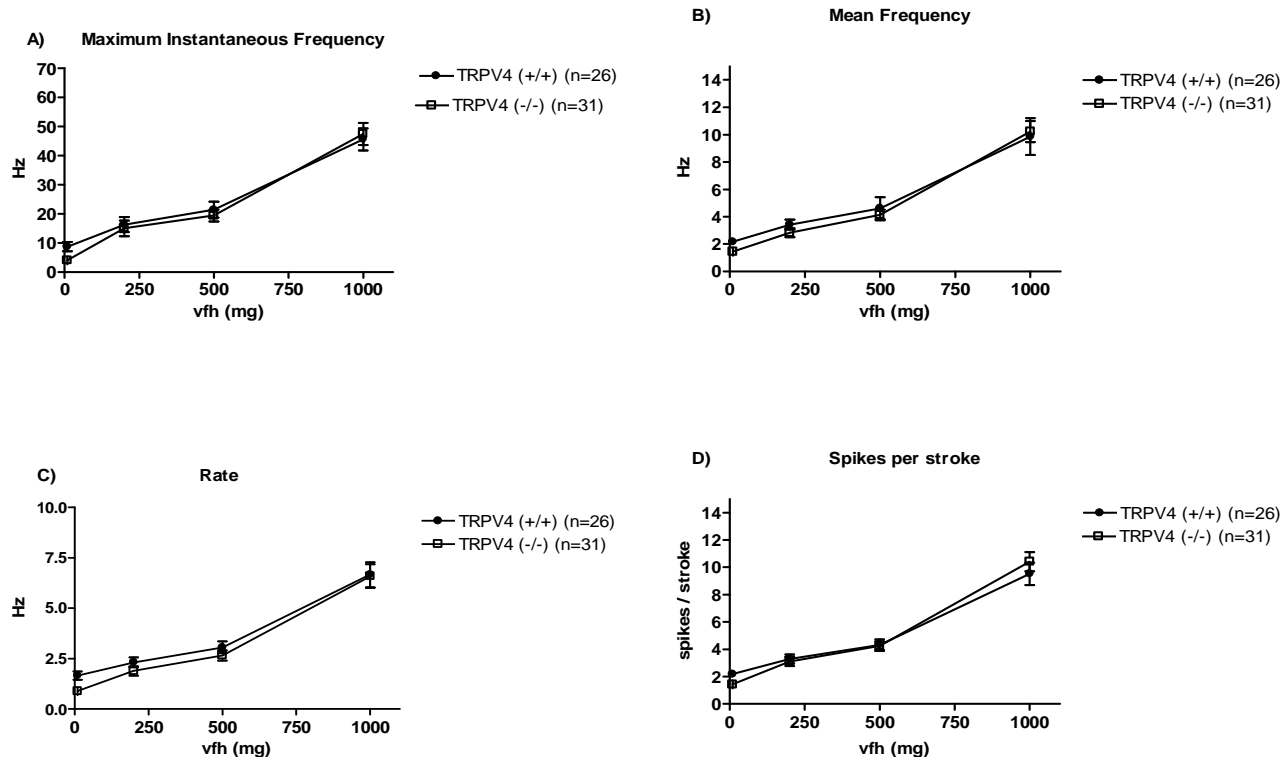 A) Maximum Instantaneous Frequency
70
60
50
40
30
20
10
0
Hz
0 250 500 750 1000
vfh (mg)
TRPV4 (+/+) (n=26)
TRPV4 (-/-) (n=31)
B) Mean Frequency
14
12
10
8
6
4
2
0
Hz
0 250 500 750 1000
vfh (mg)
TRPV4 (+/+) (n=26)
TRPV4 (-/-) (n=31)
C) Rate
10.0
7.5
5.0
2.5
0.0
Hz
0 250 500 750 1000
vfh (mg)
TRPV4 (+/+) (n=26)
TRPV4 (-/-) (n=31)
D) Spikes per stroke
14
12
10
8
6
4
2
0
spikes / stroke
0 250 500 750 1000
vfh (mg)
TRPV4 (+/+) (n=26)
TRPV4 (-/-) (n=31)